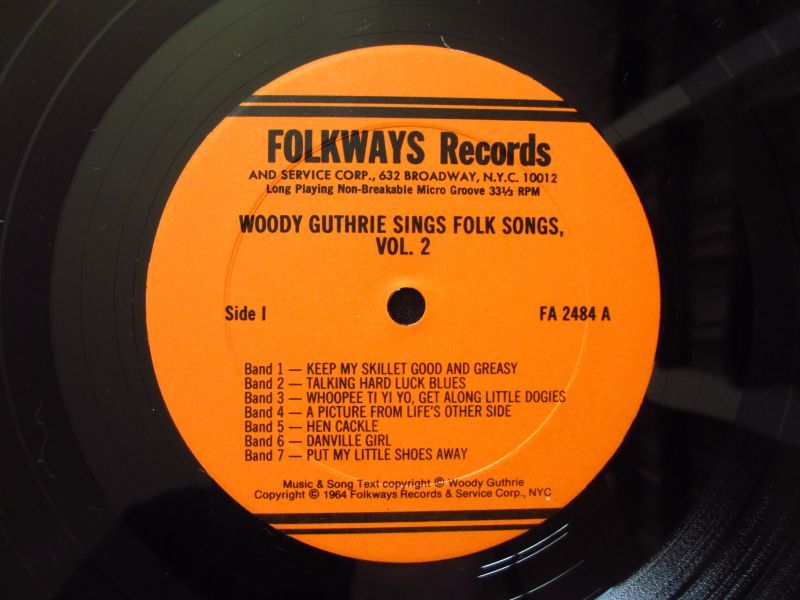 FOLKWAYS Records
AND SERVICE CORP., 632 BROADWAY, N.Y.C. 10012
Long Playing Non-Breakable Micro Groove 33⅓ RPM
WOODY GUTHRIE SINGS FOLK SONGS,
VOL. 2
Side I FA 2484 A
Band 1 — KEEP MY SKILLET GOOD AND GREASY
Band 2 — TALKING HARD LUCK BLUES
Band 3 — WHOOPEE TI YI YO, GET ALONG LITTLE DOGIES
Band 4 — A PICTURE FROM LIFE'S OTHER SIDE
Band 5 — HEN CACKLE
Band 6 — DANVILLE GIRL
Band 7 — PUT MY LITTLE SHOES AWAY
Music & Song Text copyright © Woody Guthrie
Copyright © 1964 Folkways Records & Service Corp., NYC